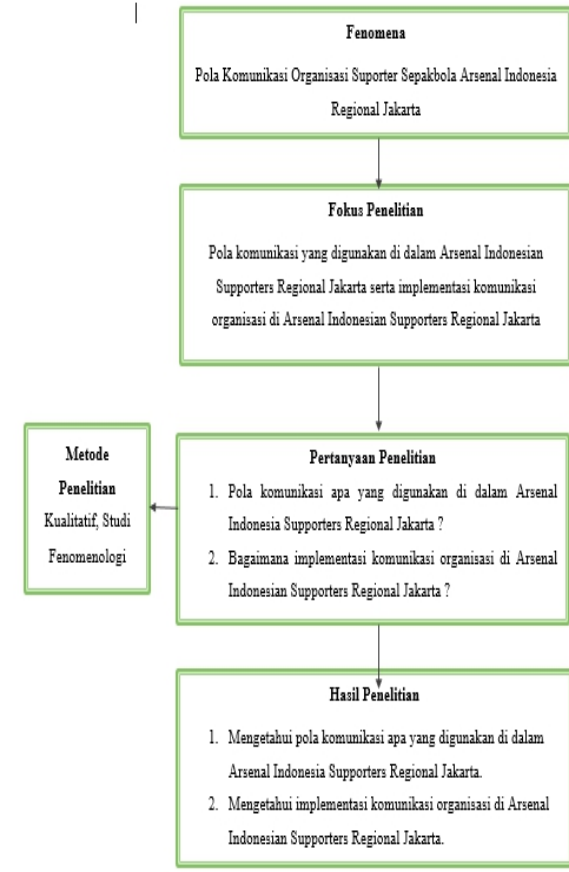 Fenomena
Pola Komunikasi Organisasi Suporter Sepakbola Arsenal Indonesia
Regional Jakarta
Fokus Penelitian
Pola komunikasi yang digunakan di dalam Arsenal Indonesian
Supporters Regional Jakarta serta implementasi komunikasi
organisasi di Arsenal Indonesian Supporters Regional Jakarta
Metode
Penelitian
Kualitatif, Studi
Fenomenologi
Pertanyaan Penelitian
1. Pola komunikasi apa yang digunakan di dalam Arsenal
Indonesia Supporters Regional Jakarta ?
2. Bagaimana implementasi komunikasi organisasi di Arsenal
Indonesian Supporters Regional Jakarta ?
Hasil Penelitian
1. Mengetahui pola komunikasi apa yang digunakan di dalam
Arsenal Indonesia Supporters Regional Jakarta.
2. Mengetahui implementasi komunikasi organisasi di Arsenal
Indonesian Supporters Regional Jakarta.